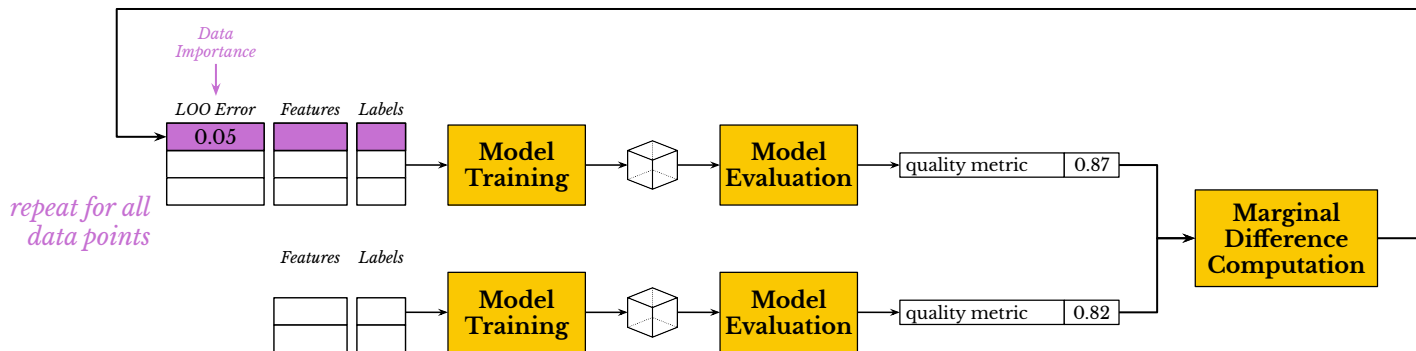 Data
Importance
LOO Error Features Labels
0.05
Model
Training
Model
Evaluation
quality metric 0.87
repeat for all
data points
Marginal
Difference
Computation
Features Labels
Model
Training
Model
Evaluation
quality metric 0.82